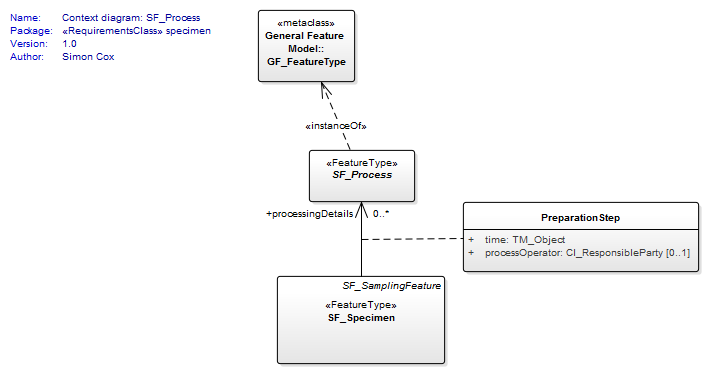 Name: Context diagram: SF_Process
Package: «RequirementsClass» specimen
Version: 1.0
Author: Simon Cox
«metaclass»
General Feature
Model::
GF_FeatureType
«instanceOf»
«FeatureType»
SF_Process
+processingDetails 0..*
PreparationStep
+ time: TM_Object
+ processOperator: CI_ResponsibleParty [0..1]
SF_SamplingFeature
«FeatureType»
SF_Specimen